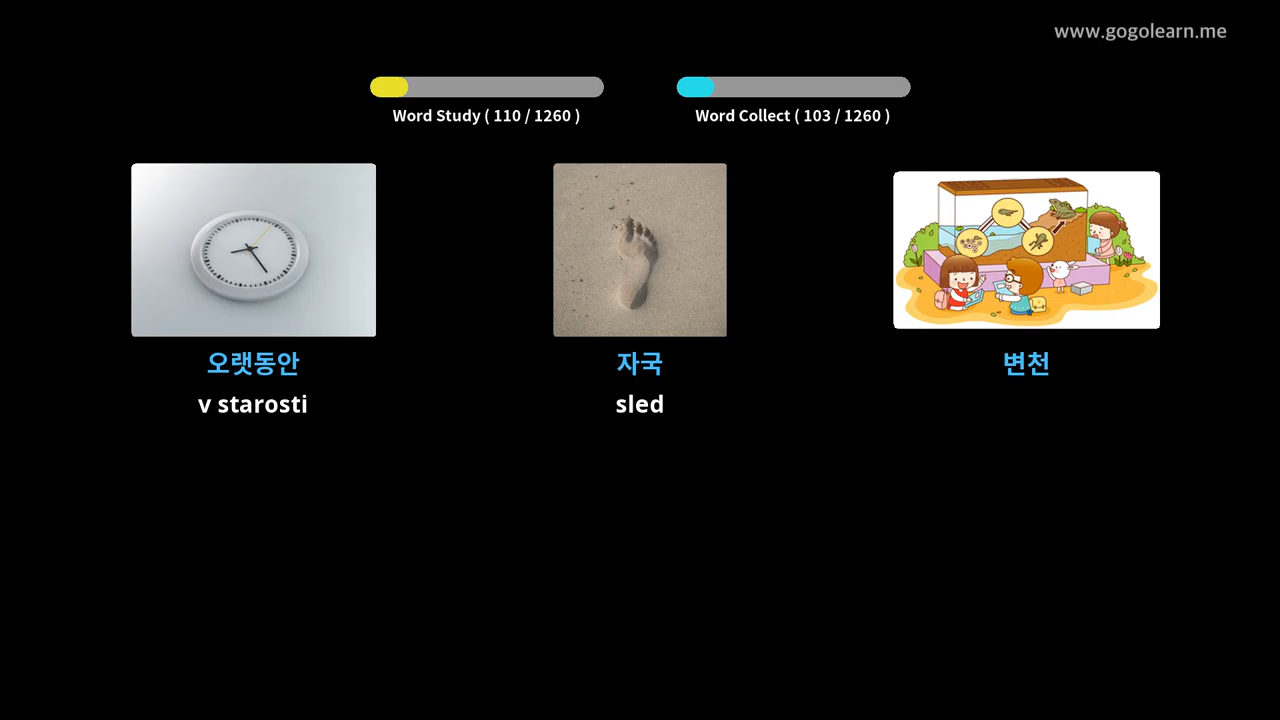 www.gogolearn.me
Word Study ( 110 / 1260 )
Word Collect ( 103 / 1260 )
오랫동안
자국
변천
v starosti
sled